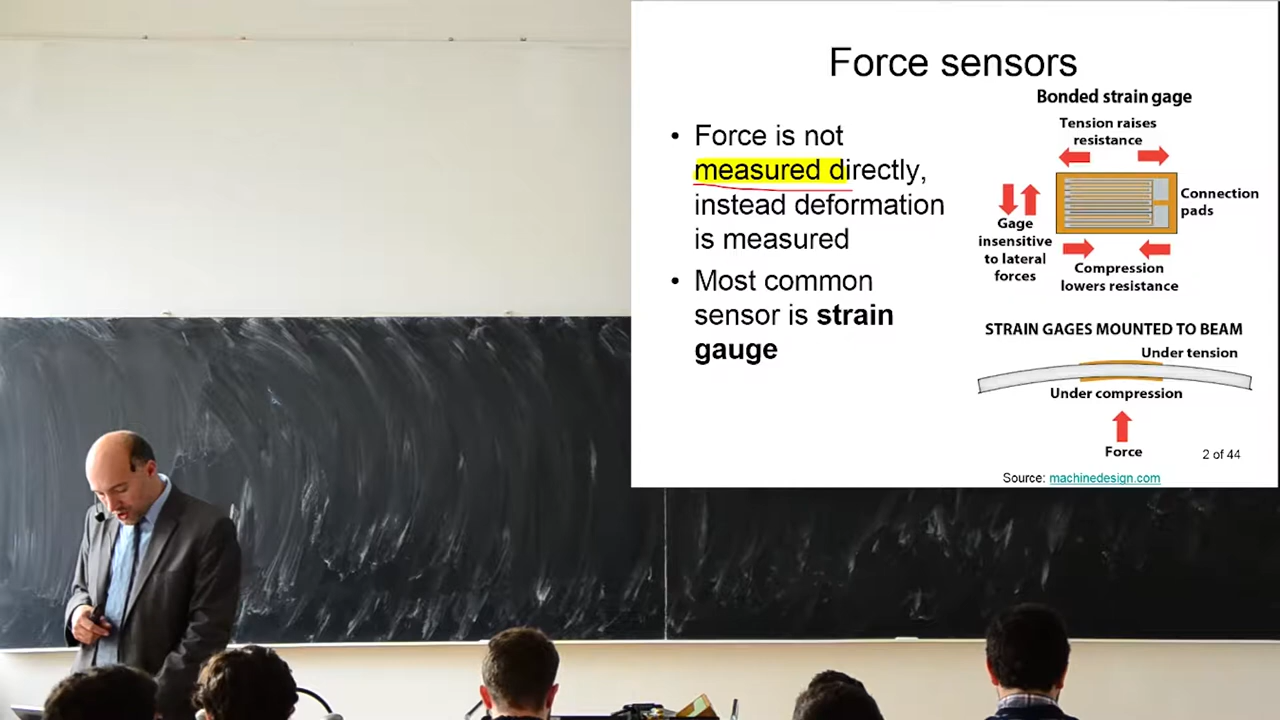 Force sensors
• Force is not
measured directly,
instead deformation
is measured
• Most common
sensor is strain
gauge
Bonded strain gage
Tension raises
resistance
Connection
pads
Gage
insensitive
to lateral
forces
Compression
lowers resistance
STRAIN GAGES MOUNTED TO BEAM
Under tension
Under compression
Force
2 of 44
Source: machinedesign.com